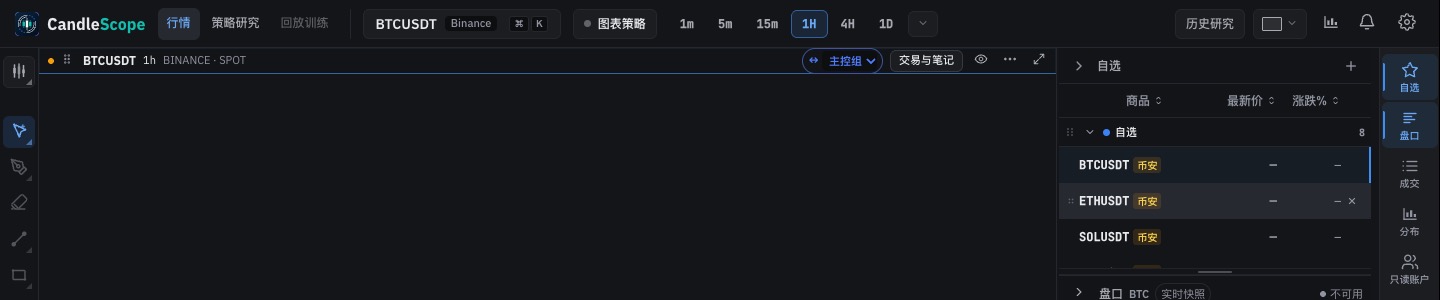 CandleScope 行情 策略研究 回放训练 BTCUSDT Binance ⌘ K 图表策略 1m 5m 15m 1H 4H 1D 历史研究
BTCUSDT 1h BINANCE · SPOT 主控组 交易与笔记
自选
商品 最新价 涨跌%
自选 8
BTCUSDT 币安 — —
ETHUSDT 币安 — — ×
SOLUSDT 币安 — —
盘口 BTC 实时快照 不可用
自选
盘口
成交
分布
只读账户